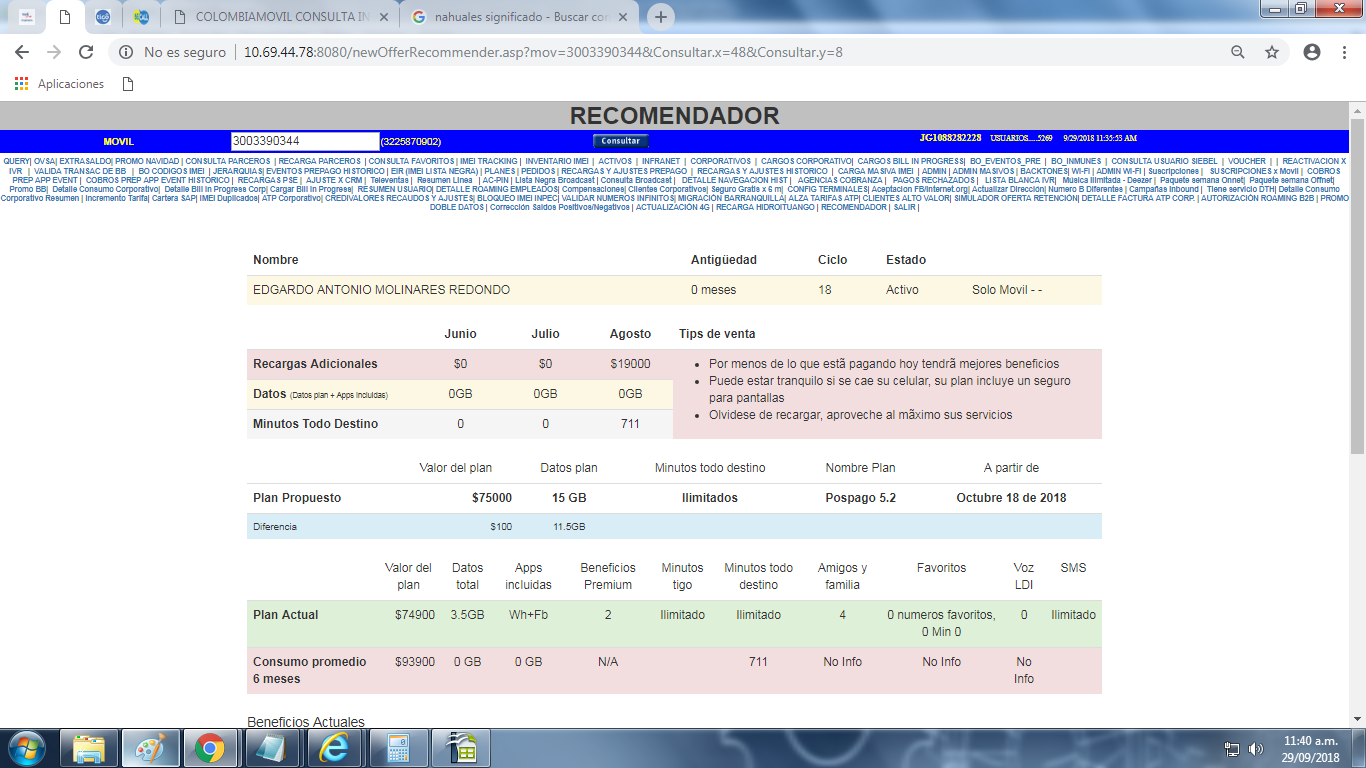 COLOMBIAMOVIL CONSULTA IN
nahuales significado - Buscar con
No es seguro | 10.69.44.78:8080/newOfferRecommender.asp?mov=3003390344&Consultar.x=48&Consultar.y=8
Aplicaciones
RECOMENDADOR
MOVIL 3003390344 (3225870902) Consultar JG1088282228 USUARIOS.....5269 9/29/2018 11:35:53 AM
QUERY| OVSA| EXTRASALDO| PROMO NAVIDAD | CONSULTA PARCEROS | RECARGA PARCEROS | CONSULTA FAVORITOS | IMEI TRACKING | INVENTARIO IMEI | ACTIVOS | INFRANET | CORPORATIVOS | CARGOS CORPORATIVO| CARGOS BILL IN PROGRESS| BO_EVENTOS_PRE | BO_INMUNES | CONSULTA USUARIO SIEBEL | VOUCHER | | REACTIVACION X
IVR | VALIDA TRANSAC DE BB | BO CODIGOS IMEI | JERARQUIAS| EVENTOS PREPAGO HISTORICO | EIR (IMEI LISTA NEGRA) | PLANES | PEDIDOS | RECARGAS Y AJUSTES PREPAGO | RECARGAS Y AJUSTES HISTORICO | CARGA MASIVA IMEI | ADMIN | ADMIN MASIVOS | BACKTONES| WI-FI | ADMIN WI-FI | Suscripciones | SUSCRIPCIONES x Movil | COBROS
PREP APP EVENT | COBROS PREP APP EVENT HISTORICO | RECARGAS PSE | AJUSTE X CRM | Televentas | Resumen Linea | AC-PIN | Lista Negra Broadcast | Consulta Broadcast | DETALLE NAVEGACION HIST | AGENCIAS COBRANZA | PAGOS RECHAZADOS | LISTA BLANCA IVR| Música Ilimitada - Deezer | Paquete semana Onnet| Paquete semana Offnet|
Promo BB| Detalle Consumo Corporativo| Detalle Bill In Progress Corp| Cargar Bill In Progress| RESUMEN USUARIO| DETALLE ROAMING EMPLEADOS| Compensaciones| Clientes Corporativos| Seguro Gratis x 6 m| CONFIG TERMINALES| Aceptacion FB/Internet.org| Actualizar Dirección| Numero B Diferentes | Campañas Inbound | Tiene servicio DTH| Detalle Consumo
Corporativo Resumen | Incremento Tarifa| Cartera SAP| IMEI Duplicados| ATP Corporativo| CREDIVALORES RECAUDOS Y AJUSTES| BLOQUEO IMEI INPEC| VALIDAR NUMEROS INFINITOS| MIGRACIÓN BARRANQUILLA| ALZA TARIFAS ATP| CLIENTES ALTO VALOR| SIMULADOR OFERTA RETENCIÓN| DETALLE FACTURA ATP CORP. | AUTORIZACIÓN ROAMING B2B | PROMO
DOBLE DATOS | Corrección Saldos Positivos/Negativos | ACTUALIZACIÓN 4G | RECARGA HIDROITUANGO | RECOMENDADOR | SALIR |
Nombre Antigüedad Ciclo Estado
EDGARDO ANTONIO MOLINARES REDONDO 0 meses 18 Activo Solo Movil - -
Junio Julio Agosto Tips de venta
Recargas Adicionales $0 $0 $19000
• Por menos de lo que estã pagando hoy tendrã mejores beneficios
• Puede estar tranquilo si se cae su celular, su plan incluye un seguro
para pantallas
• Olvidese de recargar, aproveche al mãximo sus servicios
Datos (Datos plan + Apps incluidas) 0GB 0GB 0GB
Minutos Todo Destino 0 0 711
Valor del plan Datos plan Minutos todo destino Nombre Plan A partir de
Plan Propuesto $75000 15 GB Ilimitados Pospago 5.2 Octubre 18 de 2018
Diferencia $100 11.5GB
Valor del Datos Apps Beneficios Minutos Minutos todo Amigos y Favoritos Voz SMS
plan total incluidas Premium tigo destino familia LDI
Plan Actual $74900 3.5GB Wh+Fb 2 Ilimitado Ilimitado 4 0 numeros favoritos, 0 Ilimitado
0 Min 0
Consumo promedio $93900 0 GB 0 GB N/A 711 No Info No Info No
6 meses Info
Beneficios Actuales
11:40 a.m.
29/09/2018